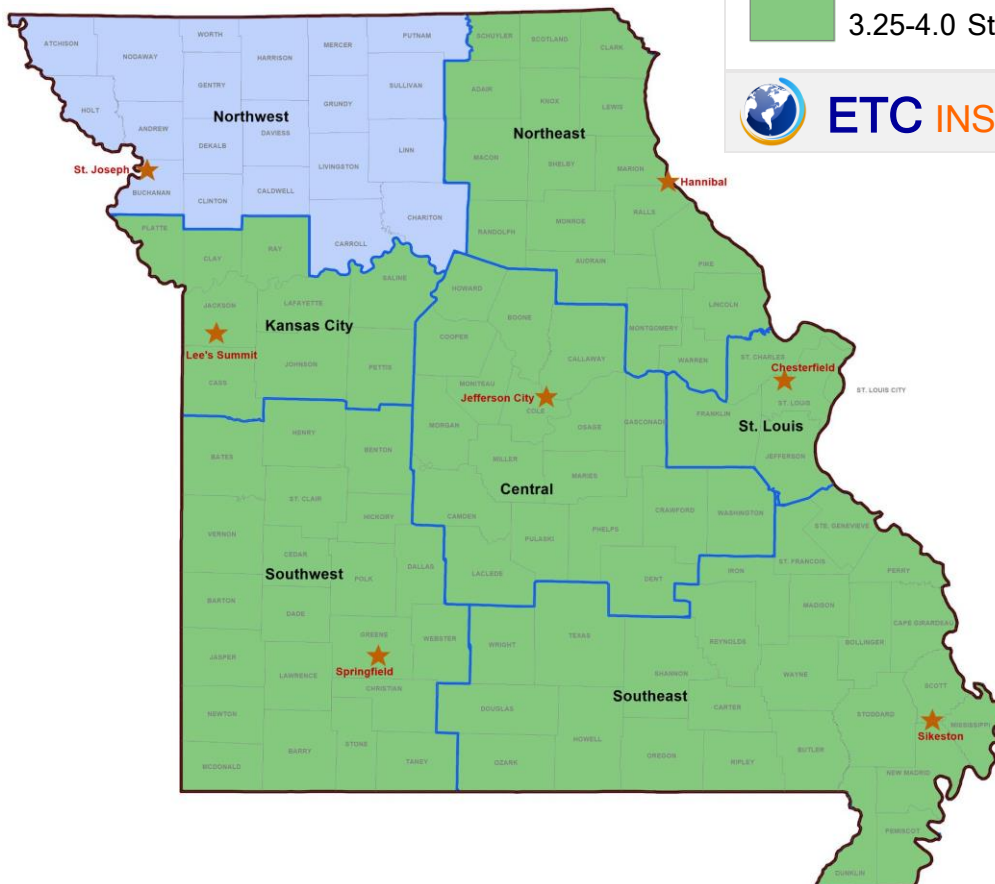 3.25-4.0 St
ETC INS
ATCHISON
NODAWAY
WORTH
HARRISON
MERCER
PUTNAM
SCHUYLER
SCOTLAND
CLARK
HOLT
GENTRY
GRUNDY
SULLIVAN
ADAIR
KNOX
LEWIS
Northwest
Northeast
ANDREW
DEKALB
DAVIESS
LIVINGSTON
LINN
MACON
SHELBY
MARION
St. Joseph
Hannibal
BUCHANAN
CLINTON
CALDWELL
CHARITON
RALLS
PLATTE
CLAY
RAY
CARROLL
RANDOLPH
MONROE
AUDRAIN
PIKE
SALINE
HOWARD
JACKSON
LAFAYETTE
BOONE
LINCOLN
Kansas City
MONTGOMERY
COOPER
Lee's Summit
JOHNSON
PETTIS
CALLAWAY
WARREN
ST. CHARLES
Chesterfield
CASS
MONITEAU
Jefferson City
COLE
ST. LOUIS
ST. LOUIS CITY
FRANKLIN
MORGAN
OSAGE
GASCONADE
St. Louis
HENRY
BENTON
BATES
MILLER
MARIES
JEFFERSON
Central
ST. CLAIR
HICKORY
CAMDEN
PULASKI
PHELPS
CRAWFORD
WASHINGTON
STE. GENEVIEVE
VERNON
CEDAR
POLK
DALLAS
LACLEDE
DENT
IRON
ST. FRANCOIS
PERRY
Southwest
BARTON
DADE
MADISON
GREENE
WEBSTER
WRIGHT
TEXAS
REYNOLDS
BOLLINGER
CAPE GIRARDEAU
JASPER
LAWRENCE
Springfield
CHRISTIAN
SHANNON
WAYNE
SCOTT
Southeast
NEWTON
DOUGLAS
HOWELL
CARTER
STODDARD
MISSISSIPPI
Sikeston
MCDONALD
BARRY
STONE
TANEY
OZARK
OREGON
RIPLEY
BUTLER
NEW MADRID
PEMISCOT
DUNKLIN